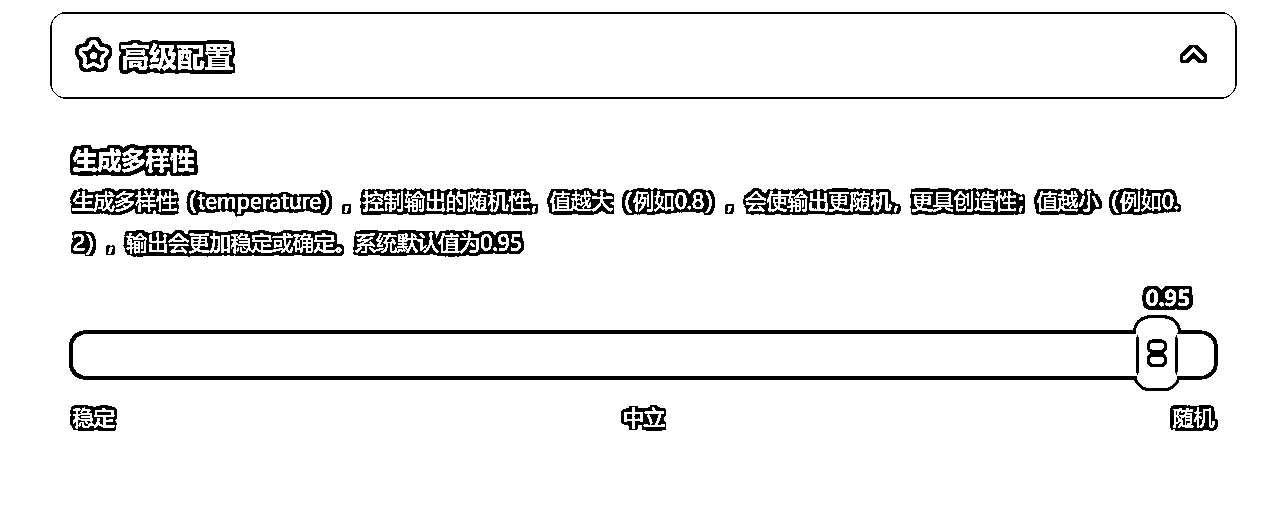 高级配置
生成多样性
生成多样性（temperature），控制输出的随机性，值越大（例如0.8），会使输出更随机，更具创造性；值越小（例如0.
2），输出会更加稳定或确定。系统默认值为0.95
0.95
稳定 中立 随机